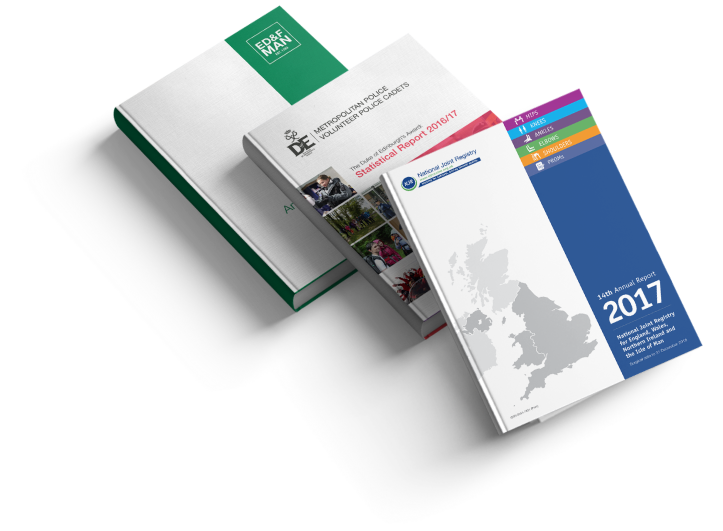 ED&F
MAN
METROPOLITAN POLICE
VOLUNTEER POLICE CADETS
DE
The Duke of Edinburgh's Award
Statistical Report 2016/17
HIPS
KNEES
ANKLES
ELBOWS
SHOULDERS
PROMs
NJR
National Joint Registry
14th Annual Report
2017
National Joint Registry
for England, Wales,
Northern Ireland and
the Isle of Man